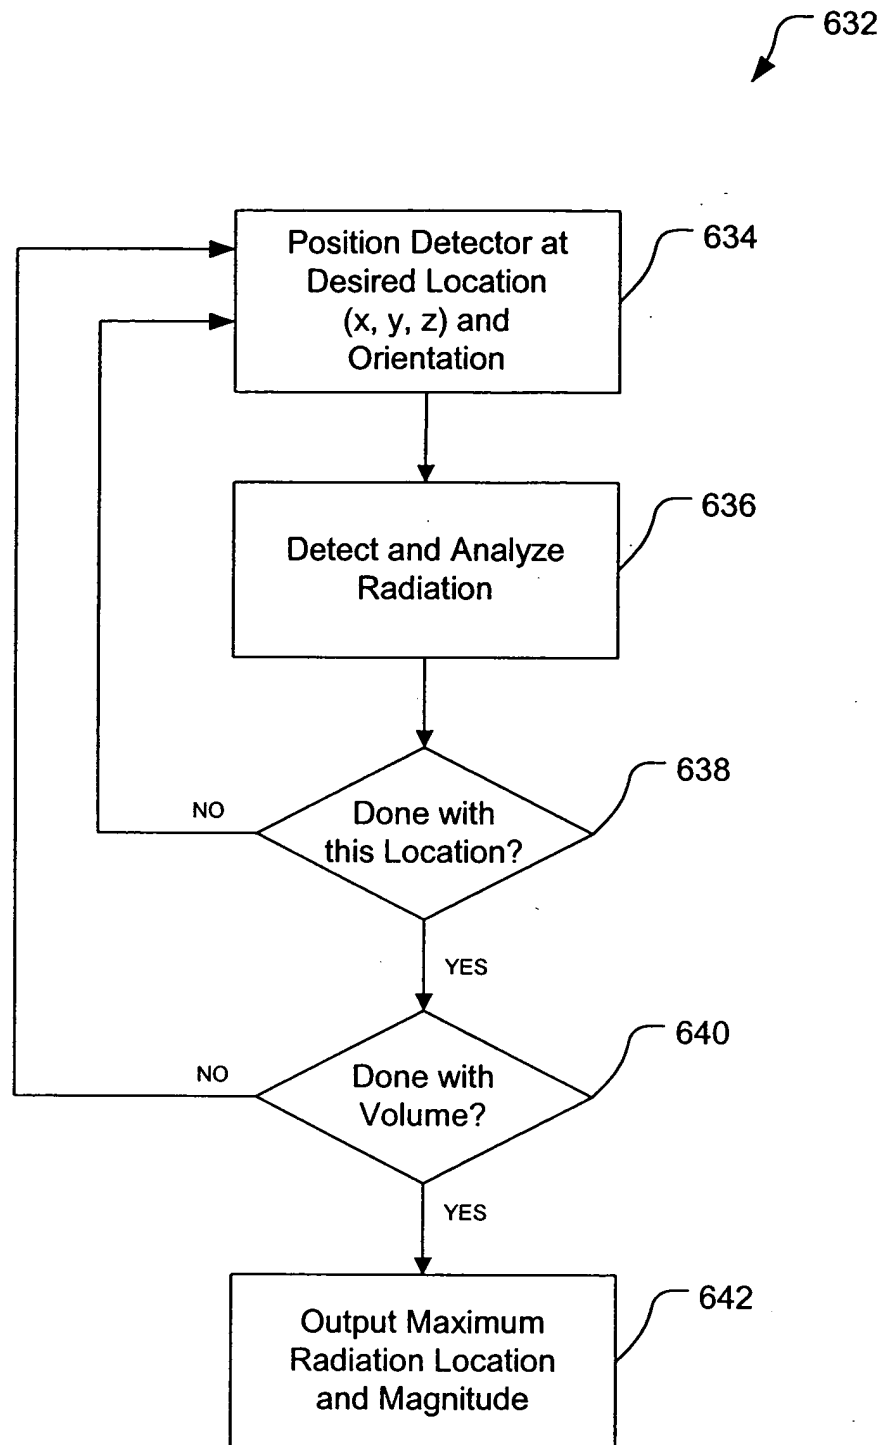 632
Position Detector at
Desired Location
(x, y, z) and
Orientation
634
Detect and Analyze
Radiation
636
Done with
this Location?
638
NO
YES
Done with
Volume?
640
NO
YES
Output Maximum
Radiation Location
and Magnitude
642